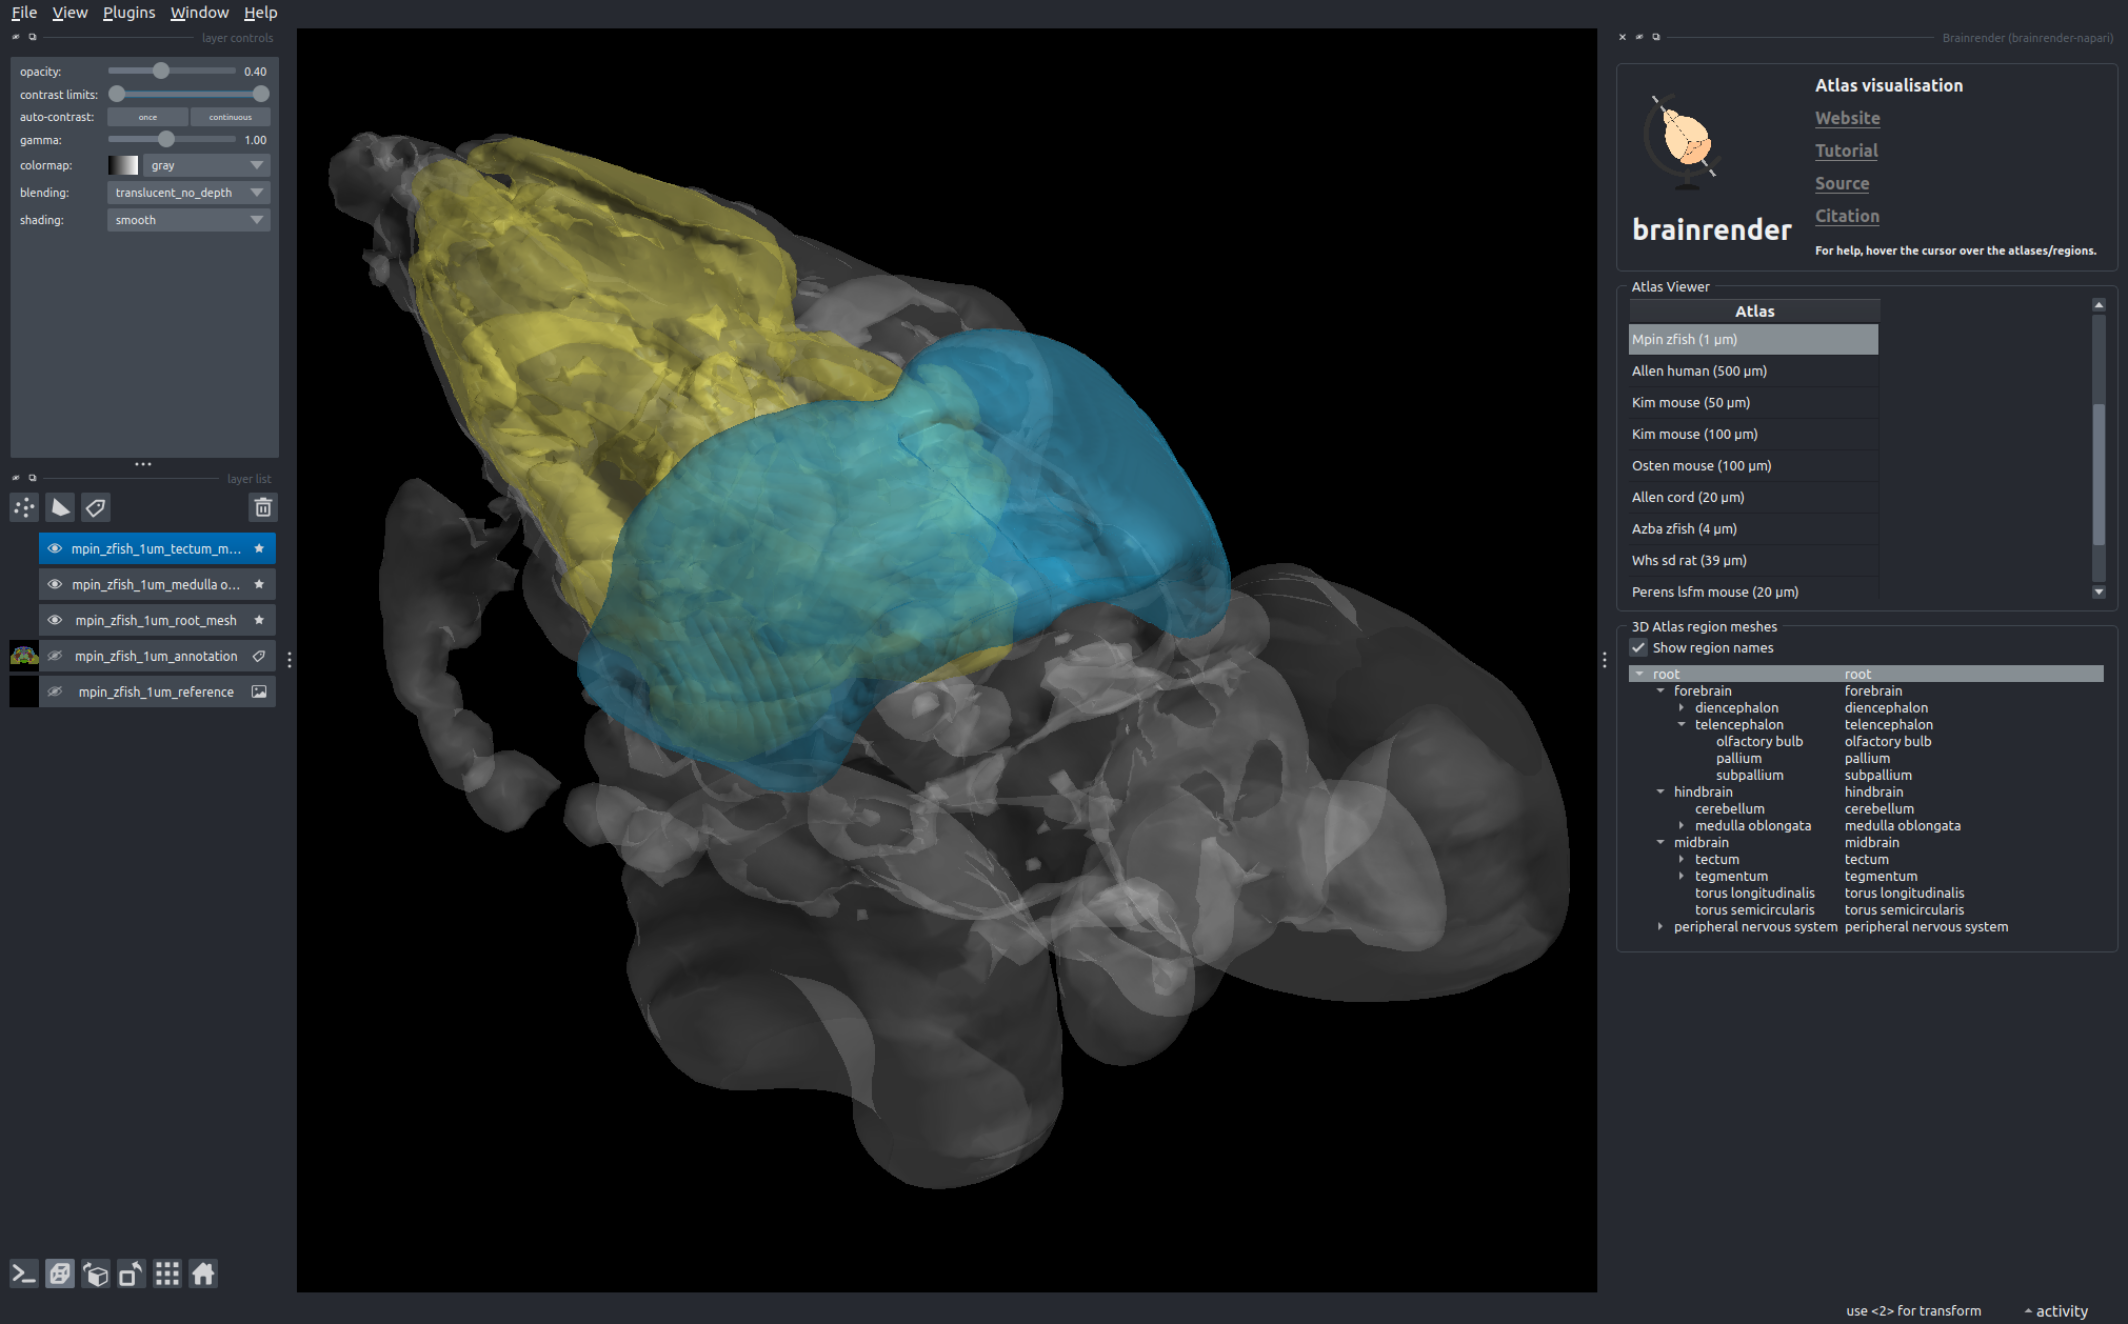 File View Plugins Window Help
layer controls
opacity: 0.40
contrast limits:
auto-contrast: once continuous
gamma: 1.00
colormap: gray
blending: translucent_no_depth
shading: smooth
layer list
mpin_zfish_1um_tectum_m...
mpin_zfish_1um_medulla o...
mpin_zfish_1um_root_mesh
mpin_zfish_1um_annotation
mpin_zfish_1um_reference
Brainrender (brainrender-napari)
brainrender
Atlas visualisation
Website
Tutorial
Source
Citation
For help, hover the cursor over the atlases/regions.
Atlas Viewer
Atlas
Mpin zfish (1 μm)
Allen human (500 μm)
Kim mouse (50 μm)
Kim mouse (100 μm)
Osten mouse (100 μm)
Allen cord (20 μm)
Azba zfish (4 μm)
Whs sd rat (39 μm)
Perens lsfm mouse (20 μm)
3D Atlas region meshes
Show region names
root root
forebrain forebrain
diencephalon diencephalon
telencephalon telencephalon
olfactory bulb olfactory bulb
pallium pallium
subpallium subpallium
hindbrain hindbrain
cerebellum cerebellum
medulla oblongata medulla oblongata
midbrain midbrain
tectum tectum
tegmentum tegmentum
torus longitudinalis torus longitudinalis
torus semicircularis torus semicircularis
peripheral nervous system peripheral nervous system
use <2> for transform activity